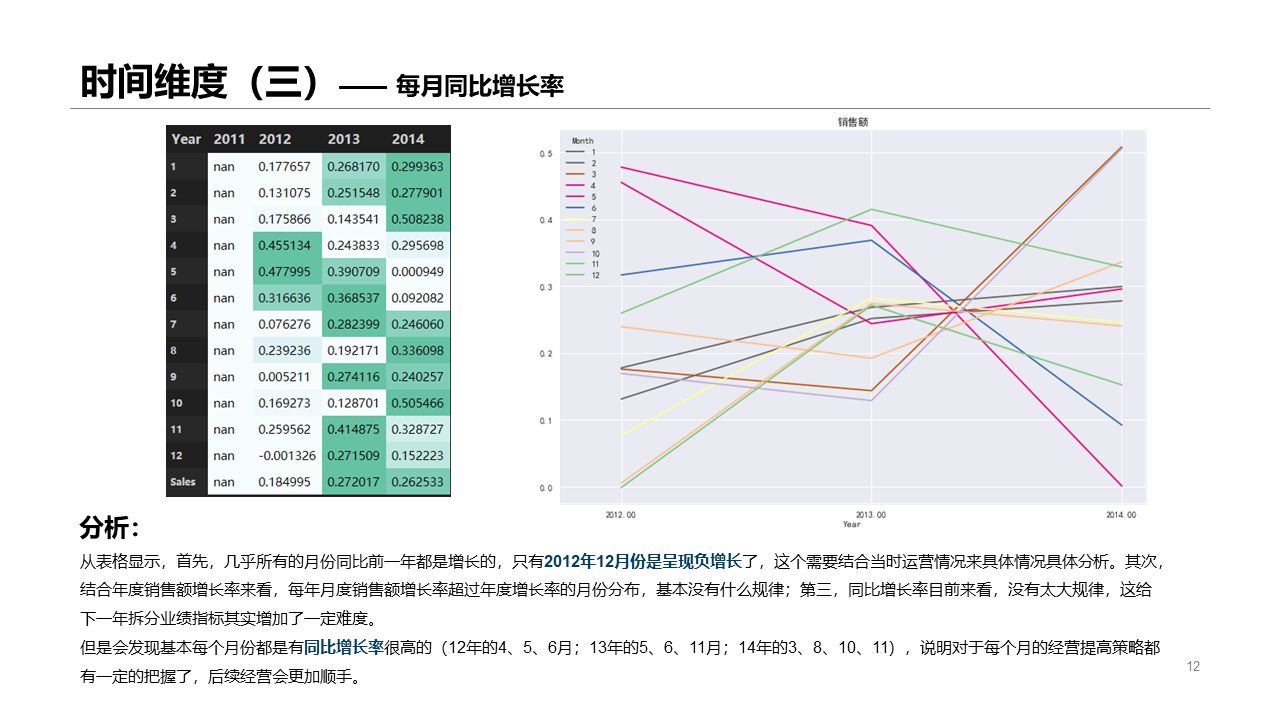 时间维度（三）—— 每月同比增长率
Year 2011 2012 2013 2014
1 nan 0.177657 0.268170 0.299363
2 nan 0.131075 0.251548 0.277901
3 nan 0.175866 0.143541 0.508238
4 nan 0.455134 0.243833 0.295698
5 nan 0.477995 0.390709 0.000949
6 nan 0.316636 0.368537 0.092082
7 nan 0.076276 0.282399 0.246060
8 nan 0.239236 0.192171 0.336098
9 nan 0.005211 0.274116 0.240257
10 nan 0.169273 0.128701 0.505466
11 nan 0.259562 0.414875 0.328727
12 nan -0.001326 0.271509 0.152223
Sales nan 0.184995 0.272017 0.262533
销售额
Month
1
2
3
4
5
6
7
8
9
10
11
12
0.5
0.4
0.3
0.2
0.1
0.0
2012.00 2013.00 2014.00
Year
分析：
从表格显示，首先，几乎所有的月份同比前一年都是增长的，只有2012年12月份是呈现负增长了，这个需要结合当时运营情况来具体情况具体分析。其次，
结合年度销售额增长率来看，每年月度销售额增长率超过年度增长率的月份分布，基本没有什么规律；第三，同比增长率目前来看，没有太大规律，这给
下一年拆分业绩指标其实增加了一定难度。
但是会发现基本每个月份都是有同比增长率很高的（12年的4、5、6月；13年的5、6、11月；14年的3、8、10、11），说明对于每个月的经营提高策略都
有一定的把握了，后续经营会更加顺手。
12